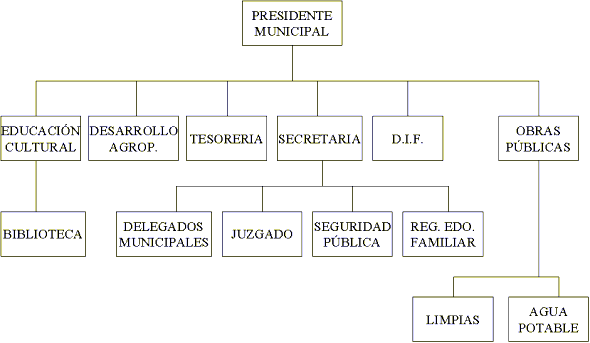 PRESIDENTE
MUNICIPAL
EDUCACIÓN
CULTURAL
DESARROLLO
AGROP.
TESORERIA
SECRETARIA
D.I.F.
OBRAS
PÚBLICAS
BIBLIOTECA
DELEGADOS
MUNICIPALES
JUZGADO
SEGURIDAD
PÚBLICA
REG. EDO.
FAMILIAR
LIMPIAS
AGUA
POTABLE